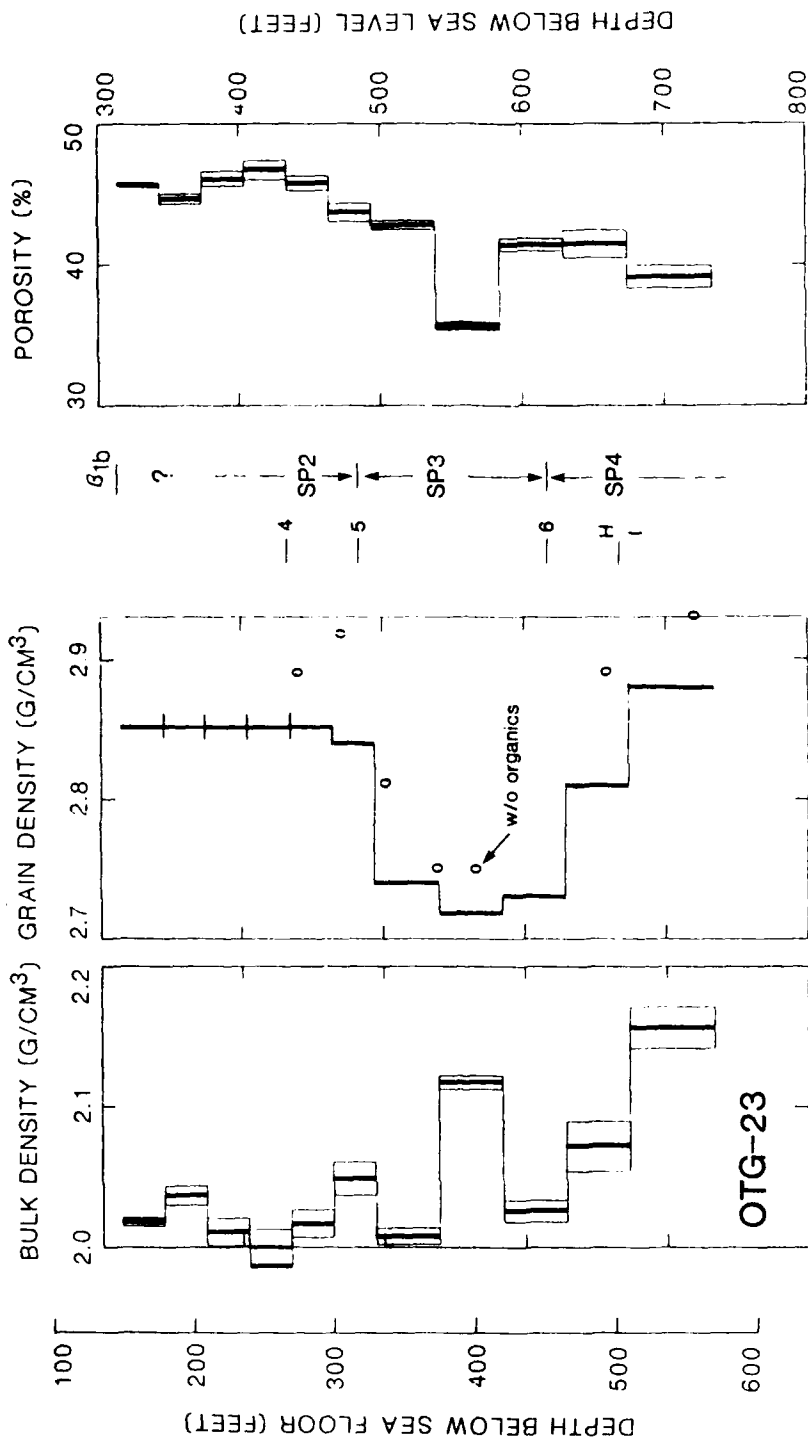 DEPTH BELOW SEA FLOOR (FEET)
100
200
300
400
500
600
BULK DENSITY (G/CM³)
2.0
2.1
2.2
OTG-23
GRAIN DENSITY (G/CM³)
2.7
2.8
2.9
w/o organics
4
5
6
H
I
β1b
?
SP2
SP3
SP4
POROSITY (%)
30
40
50
DEPTH BELOW SEA LEVEL (FEET)
300
400
500
600
700
800